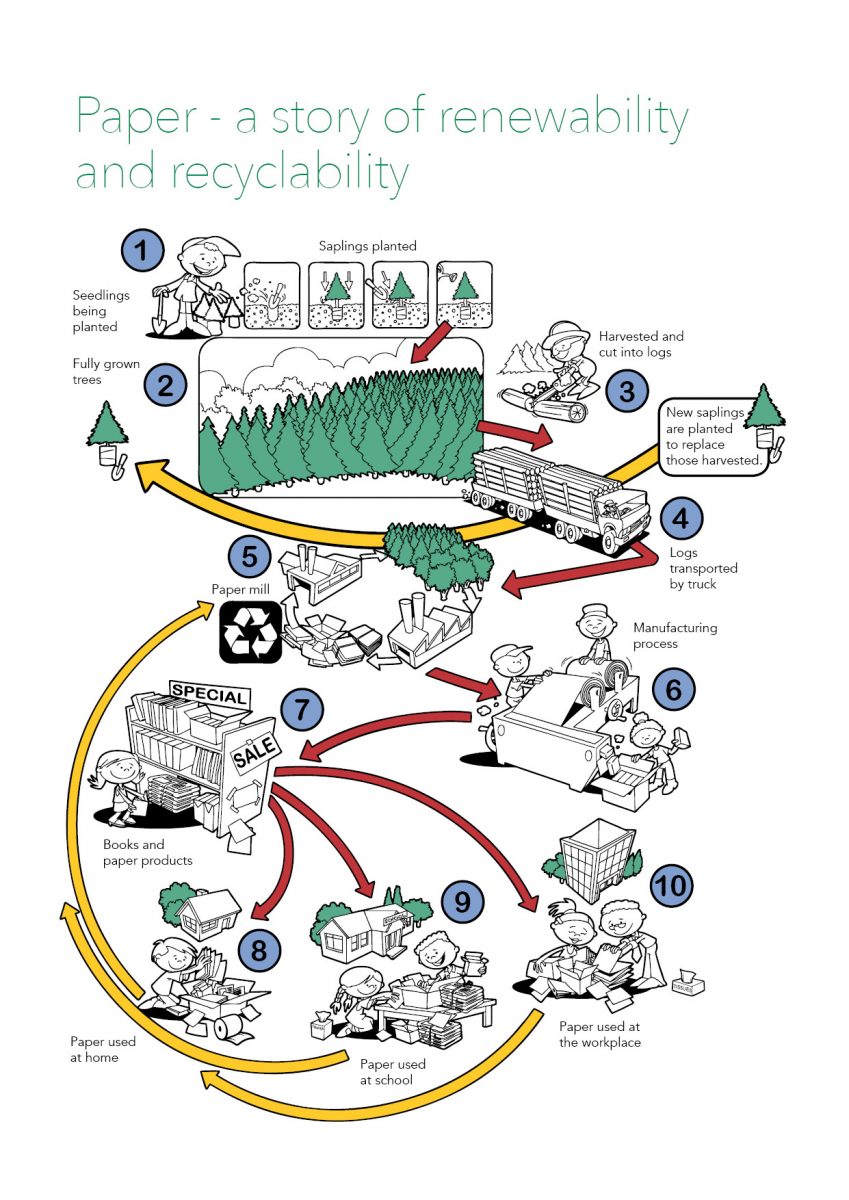 Paper - a story of renewability
and recyclability
1
Saplings planted
Seedlings
being
planted
Fully grown
trees
2
Harvested and
cut into logs
3
New saplings
are planted
to replace
those harvested.
4
Logs
transported
by truck
5
Paper mill
Manufacturing
process
6
SPECIAL
7
SALE
Books and
paper products
8
9
10
TISSUES
Paper used
at home
Paper used
at school
Paper used at
the workplace